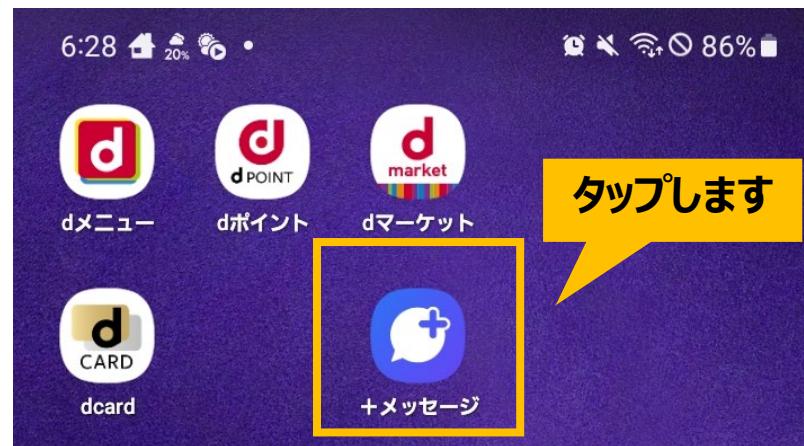 6:28
20%
86%
d
d
d POINT
d
market
タップします
dメニュー
dポイント
dマーケット
d
CARD
dcard
+メッセージ